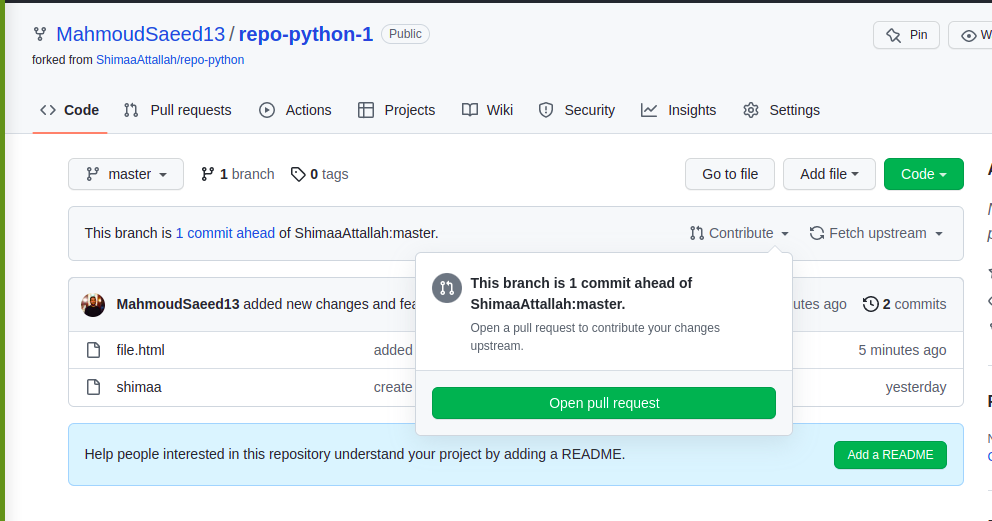 MahmoudSaeed13 / repo-python-1 Public
Pin
forked from ShimaaAttallah/repo-python
Code Pull requests Actions Projects Wiki Security Insights Settings
master 1 branch 0 tags Go to file Add file Code
This branch is 1 commit ahead of ShimaaAttallah:master. Contribute Fetch upstream
This branch is 1 commit ahead of
ShimaaAttallah:master.
Open a pull request to contribute your changes
upstream.
Open pull request
MahmoudSaeed13 added new changes and 2 commits
file.html added 5 minutes ago
shimaa create yesterday
Help people interested in this repository understand your project by adding a README. Add a README